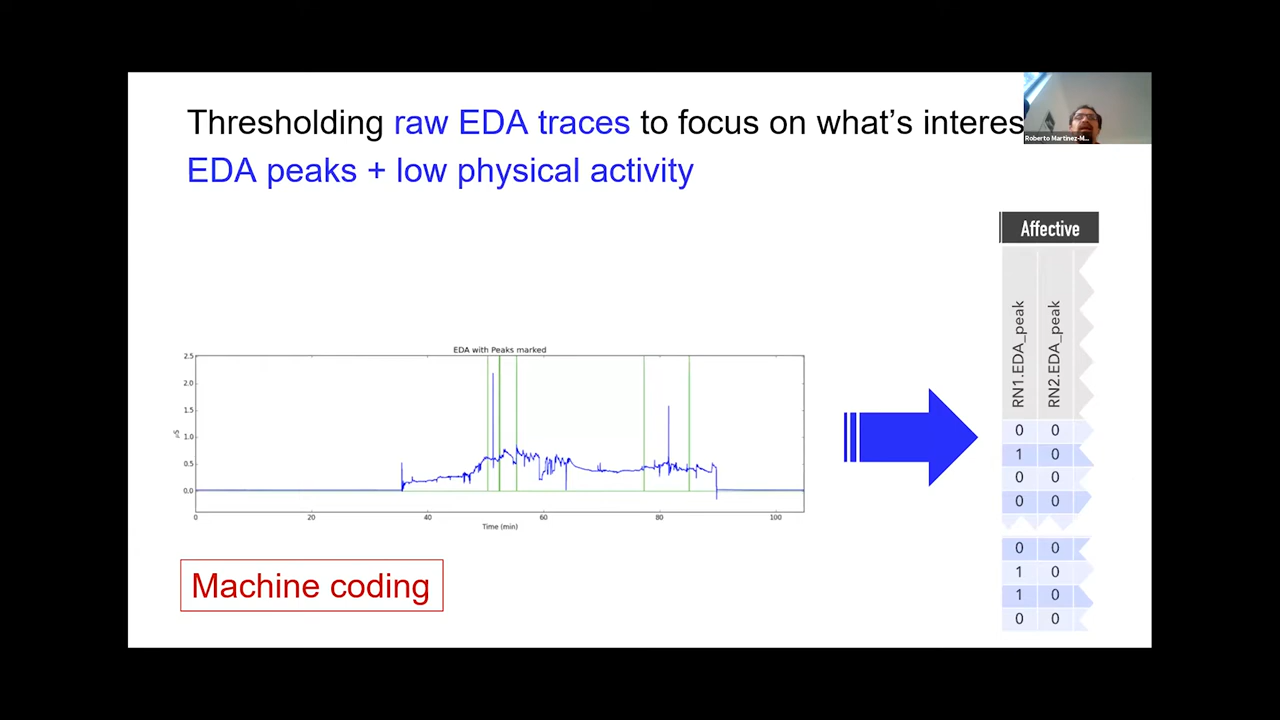 Thresholding raw EDA traces to focus on what's interes
EDA peaks + low physical activity
Roberto Martinez-M...
Affective
RN1.EDA_peak
RN2.EDA_peak
0 0
1 0
0 0
0 0
0 0
1 0
1 0
0 0
EDA with Peaks marked
2.5
2.0
1.5
1.0
0.5
0.0
μS
0 20 40 60 80 100
Time (min)
Machine coding